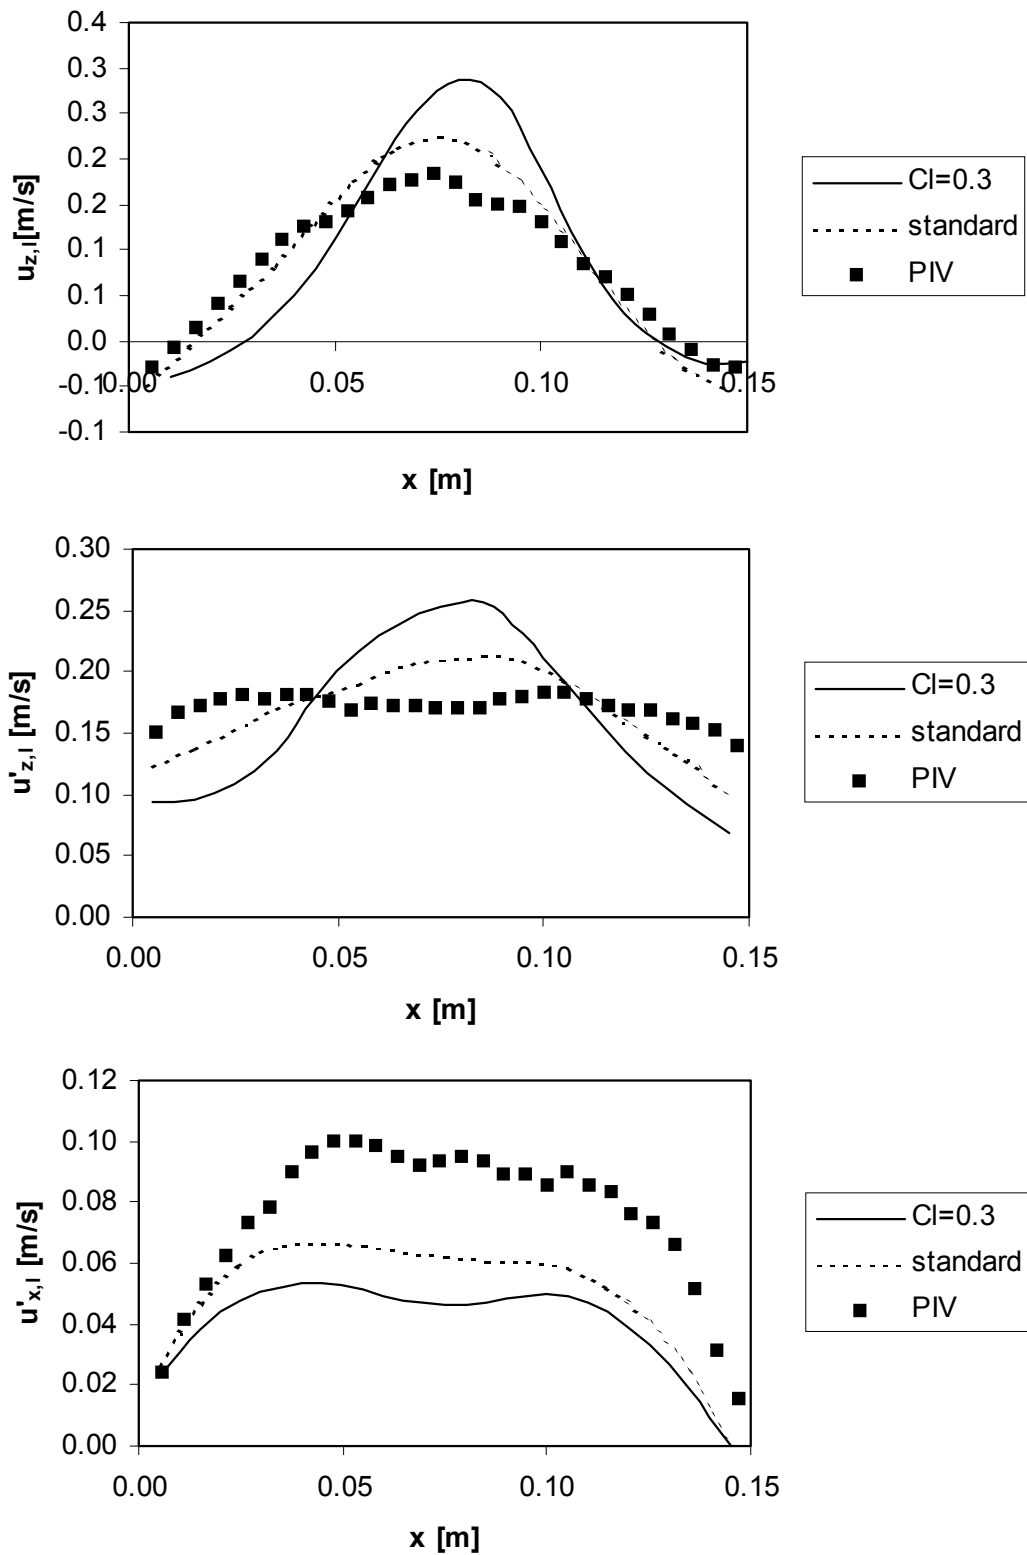 0.4
0.3
0.3
0.2
0.2
0.1
0.1
0.0
-0.1
-0.1
0.00
0.05
0.10
0.15
u_z,l[m/s]
x [m]
Cl=0.3
standard
PIV
0.30
0.25
0.20
0.15
0.10
0.05
0.00
0.00
0.05
0.10
0.15
u'_z,l [m/s]
x [m]
Cl=0.3
standard
PIV
0.12
0.10
0.08
0.06
0.04
0.02
0.00
0.00
0.05
0.10
0.15
u'_x,l [m/s]
x [m]
Cl=0.3
standard
PIV